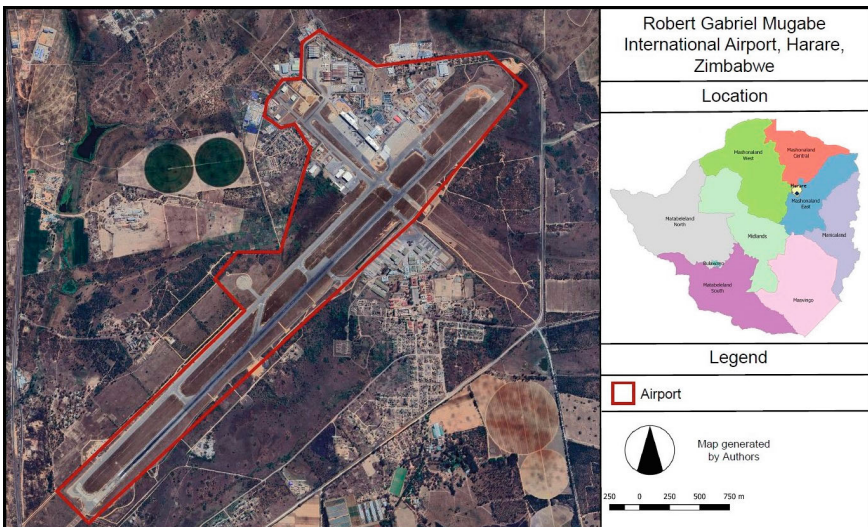 Robert Gabriel Mugabe
International Airport, Harare,
Zimbabwe
Location
Mashonaland
West
Mashonaland
Central
Harare
Mashonaland
East
Matabeleland
North
Midlands
Manicaland
Bulawayo
Matabeleland
South
Masvingo
Legend
Airport
Map generated
by Authors
250 0 250 500 750 m